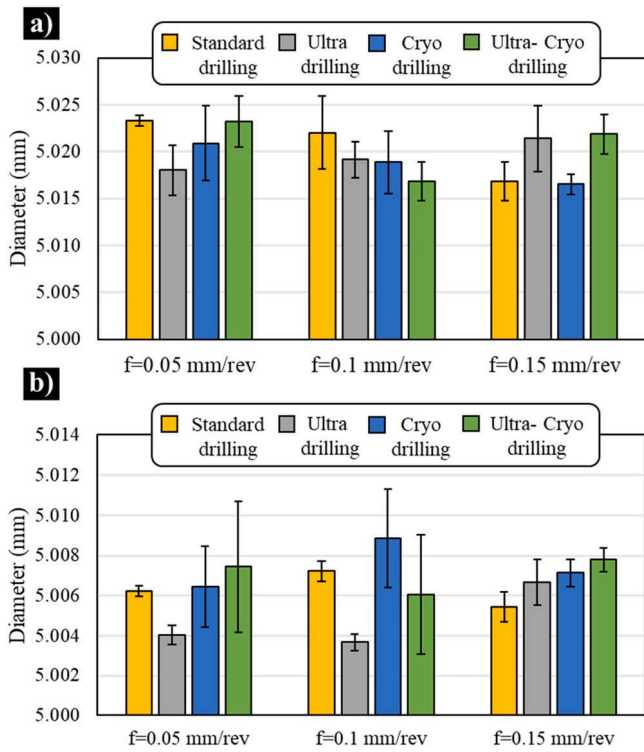 a)
Standard drilling
Ultra drilling
Cryo drilling
Ultra- Cryo drilling
Diameter (mm)
5.030
5.025
5.020
5.015
5.010
5.005
5.000
f=0.05 mm/rev
f=0.1 mm/rev
f=0.15 mm/rev
b)
Standard drilling
Ultra drilling
Cryo drilling
Ultra- Cryo drilling
Diameter (mm)
5.014
5.012
5.010
5.008
5.006
5.004
5.002
5.000
f=0.05 mm/rev
f=0.1 mm/rev
f=0.15 mm/rev